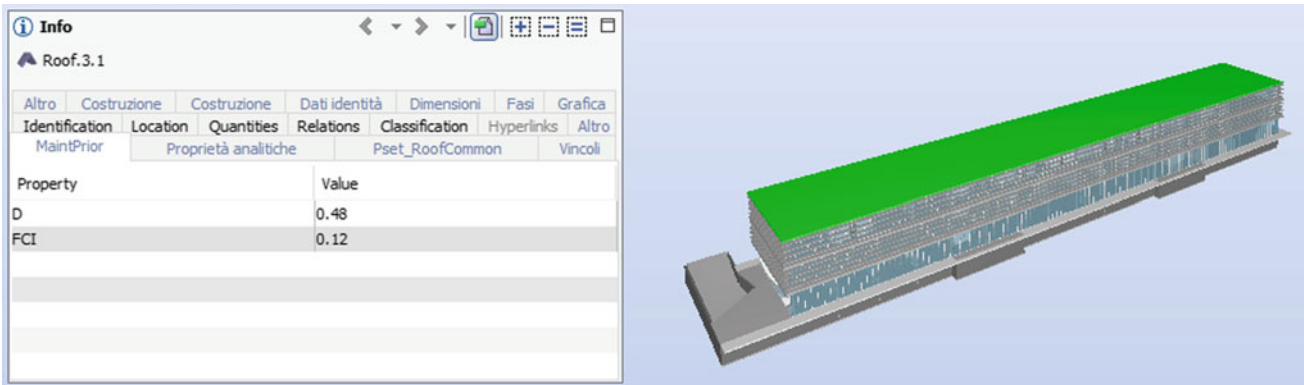 Info
Roof.3.1
Altro Costruzione Costruzione Dati identità Dimensioni Fasi Grafica
Identification Location Quantities Relations Classification Hyperlinks Altro
MaintPrior Proprietà analitiche Pset_RoofCommon Vincoli
Property Value
D 0.48
FCI 0.12